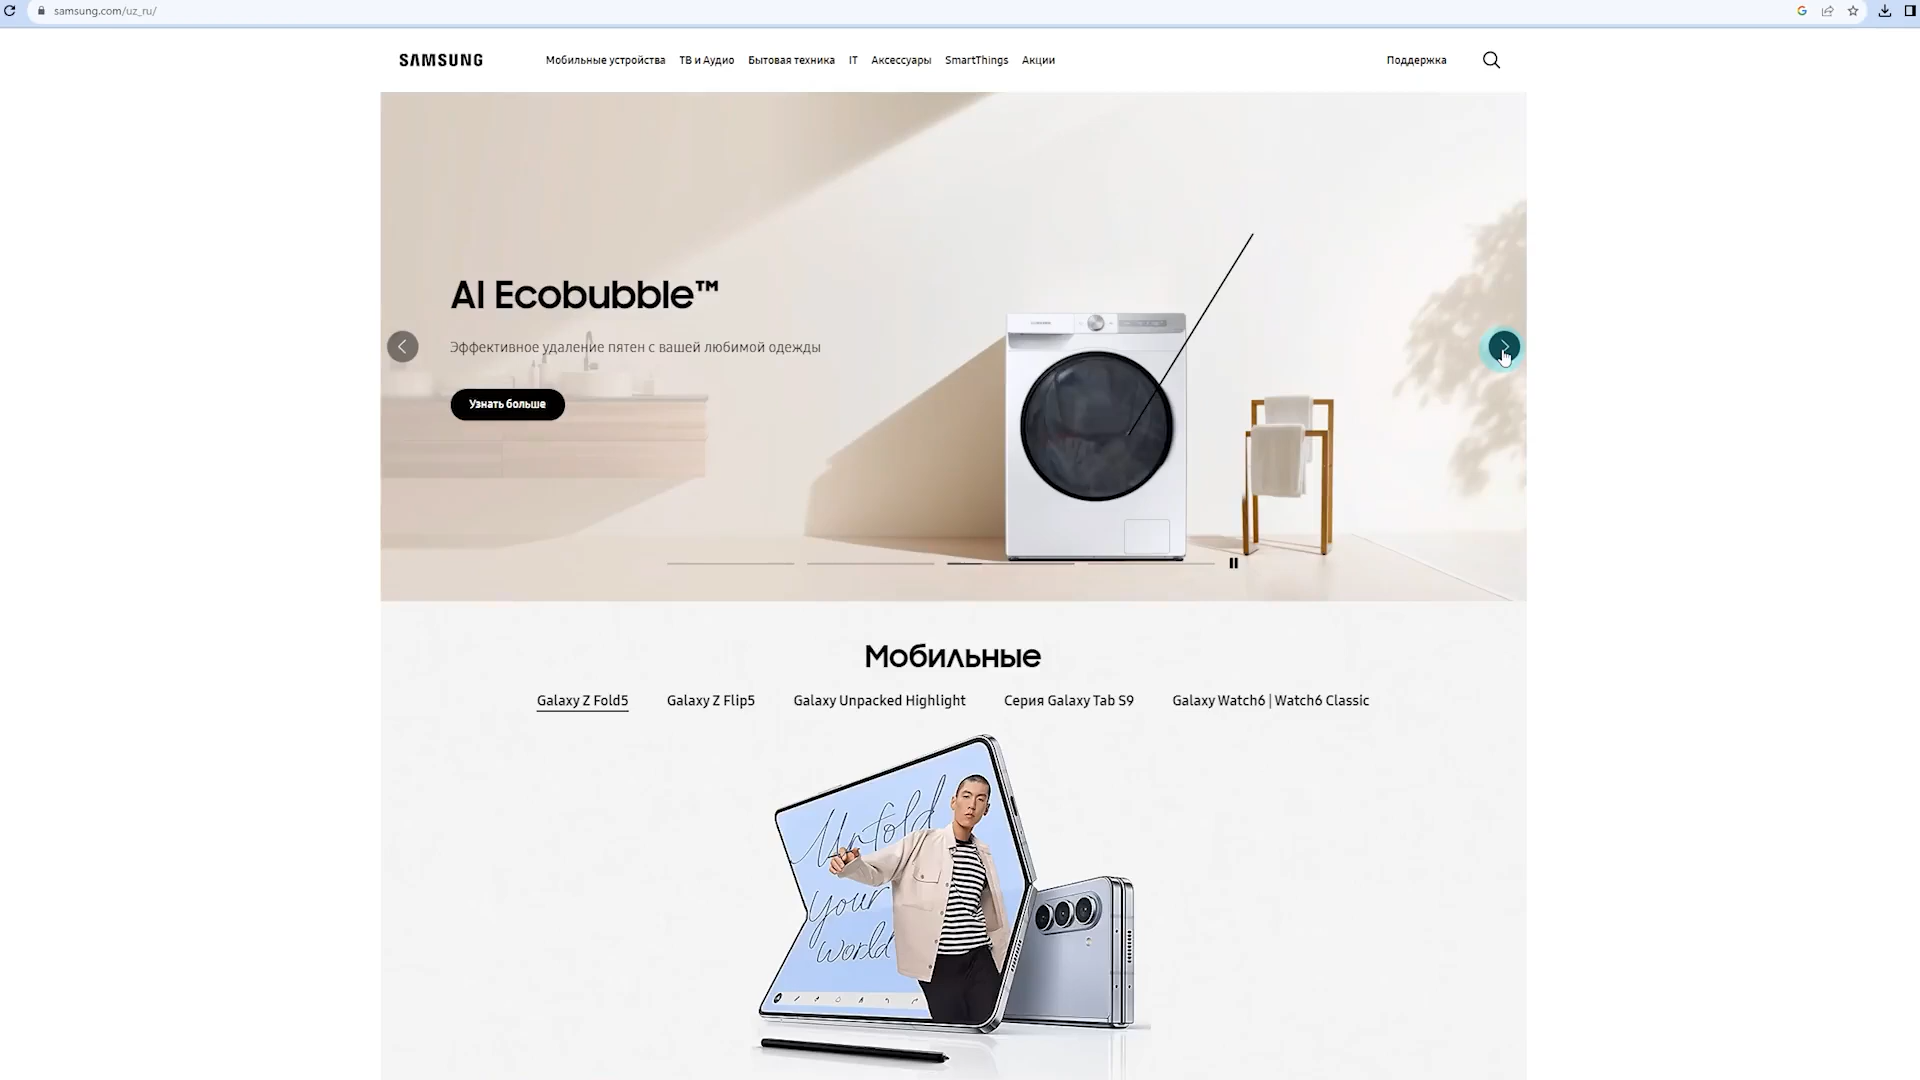 samsung.com/uz_ru/
SAMSUNG
Мобильные устройства ТВ и Аудио Бытовая техника IT Аксессуары SmartThings Акции
Поддержка
AI Ecobubble™
Эффективное удаление пятен с вашей любимой одежды
Узнать больше
Мобильные
Galaxy Z Fold5 Galaxy Z Flip5 Galaxy Unpacked Highlight Серия Galaxy Tab S9 Galaxy Watch6 | Watch6 Classic
Unfold
your
world